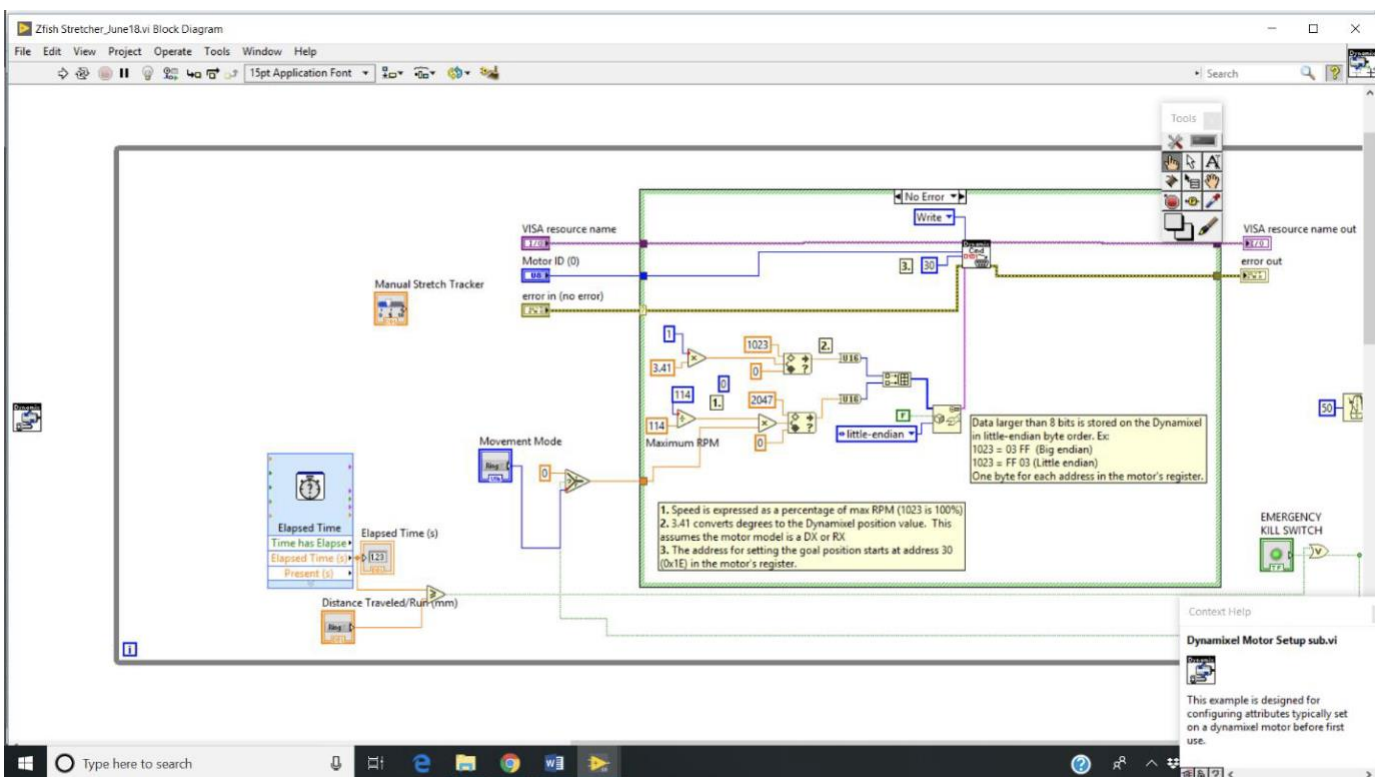 Zfish Stretcher_June18.vi Block Diagram
File Edit View Project Operate Tools Window Help
15pt Application Font
Search
Tools
No Error
Write
VISA resource name
VISA resource name out
I/O
Motor ID (0)
U8
3.
30
Cmd
error out
Manual Stretch Tracker
error in (no error)
1
3.41
1023
0
2.
U16
114
0
1.
2047
U16
114
0
Maximum RPM
F
little-endian
50
Data larger than 8 bits is stored on the Dynamixel
in little-endian byte order. Ex:
1023 = 03 FF (Big endian)
1023 = FF 03 (Little endian)
One byte for each address in the motor's register.
Movement Mode
Ring
0
Elapsed Time
Time has Elapse
Elapsed Time (s)
Present (s)
Elapsed Time (s)
123
1. Speed is expressed as a percentage of max RPM (1023 is 100%)
2. 3.41 converts degrees to the Dynamixel position value. This
assumes the motor model is a DX or RX
3. The address for setting the goal position starts at address 30
(0x1E) in the motor's register.
EMERGENCY
KILL SWITCH
TF
Distance Traveled/Run (mm)
Ring
i
Context Help
Dynamixel Motor Setup sub.vi
This example is designed for
configuring attributes typically set
on a dynamixel motor before first
use.
Type here to search